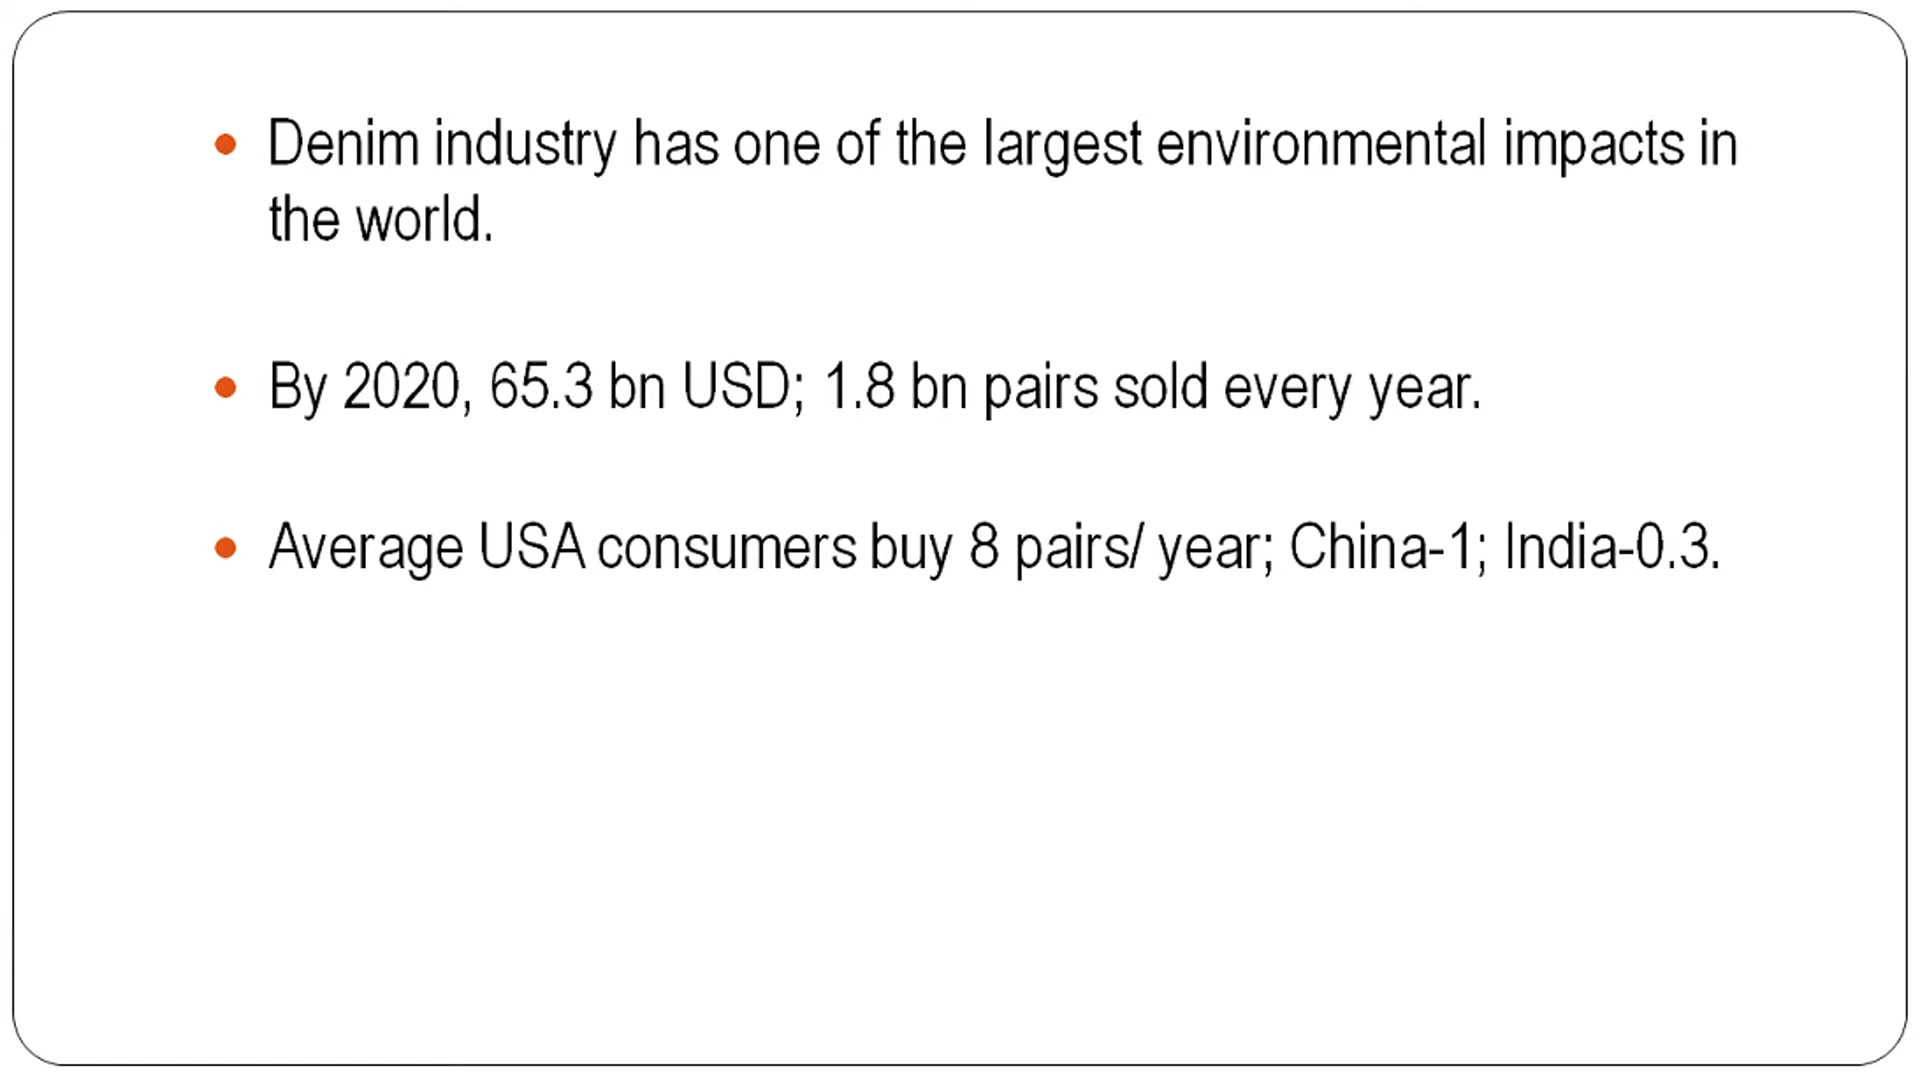 • Denim industry has one of the largest environmental impacts in
the world.
• By 2020, 65.3 bn USD; 1.8 bn pairs sold every year.
• Average USA consumers buy 8 pairs/ year; China-1; India-0.3.